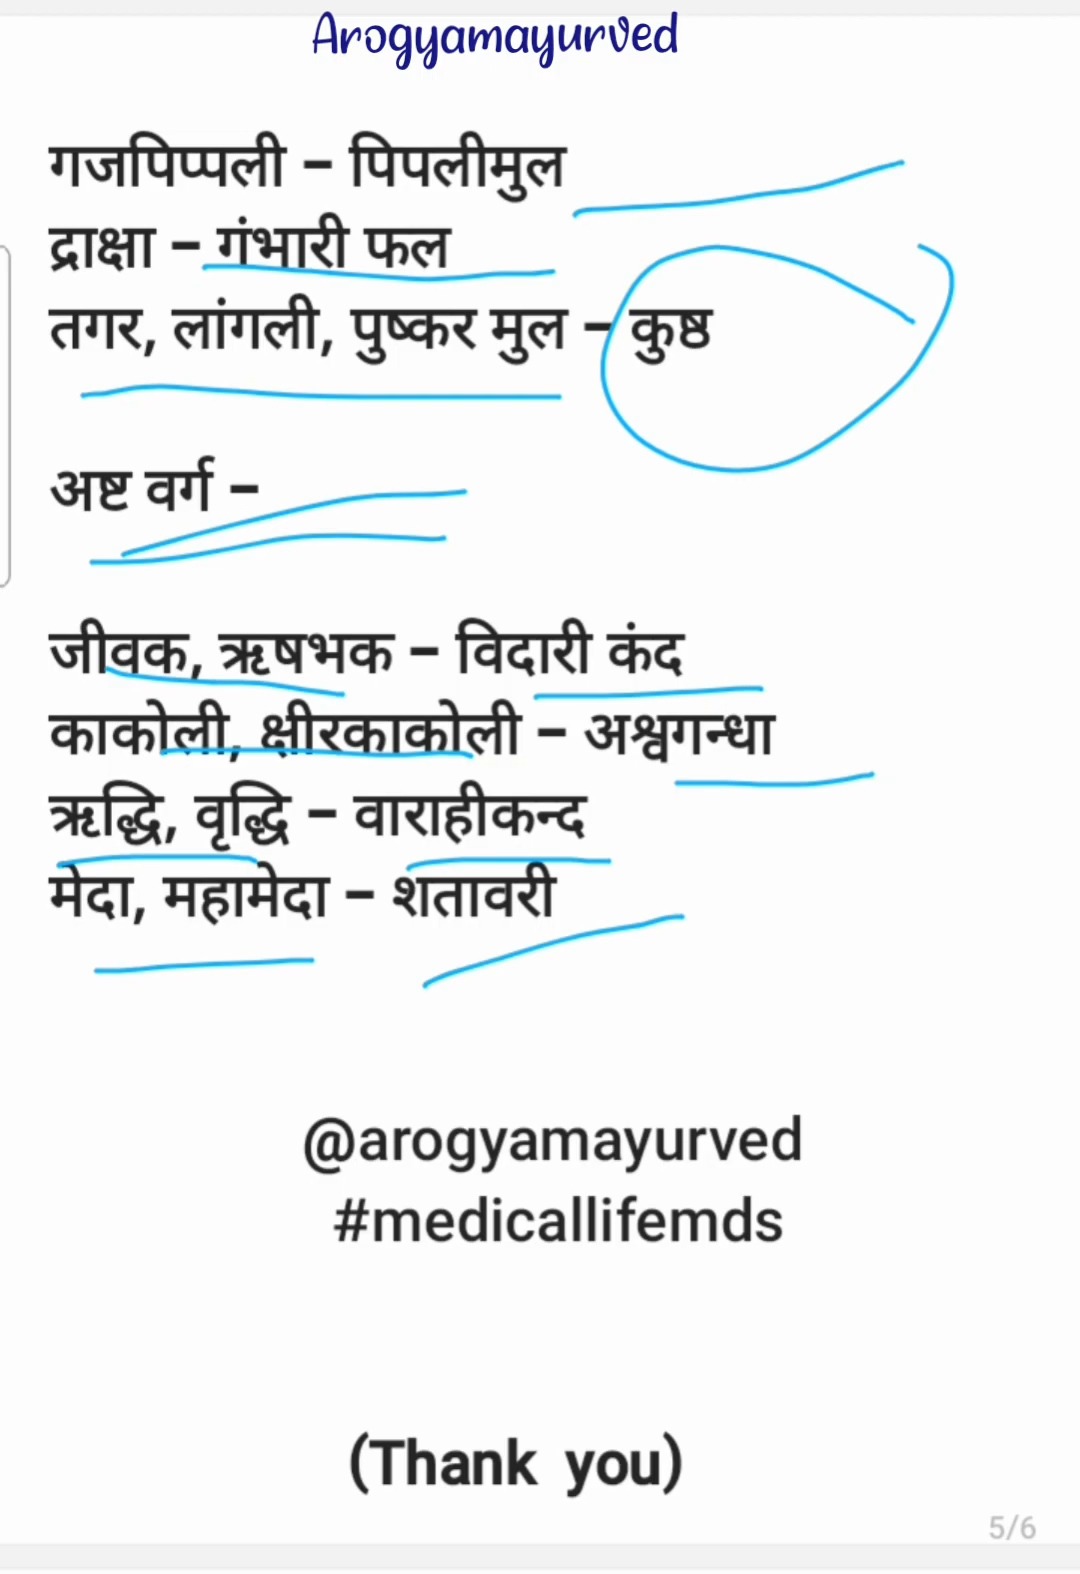 Arogyamayurved
गजपिप्पली – पिपलीमुल
द्राक्षा – गंभारी फल
तगर, लांगली, पुष्कर मुल – कुष्ठ
अष्ट वर्ग –
जीवक, ऋषभक – विदारी कंद
काकोली, क्षीरकाकोली – अश्वगन्धा
ऋद्धि, वृद्धि – वाराहीकन्द
मेदा, महामेदा – शतावरी
@arogyamayurved
#medicallifemds
(Thank you)
5/6